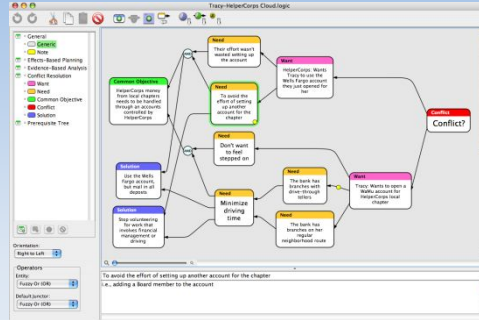 Tracy-HelperCorps Cloud.logic
General
Generic
Note
Effects-Based Planning
Evidence-Based Analysis
Conflict Resolution
Want
Need
Common Objective
Conflict
Solution
Prerequisite Tree
Orientation:
Right to Left
Operators
Entity:
Fuzzy Or (OR)
Default Junctor:
Fuzzy Or (OR)
Need
Their effort wasn't
wasted setting up
the account
Want
HelperCorps: Wants
Tracy to use the
Wells Fargo account
they just opened for
her
Common Objective
HelperCorps money
from local chapters
needs to be handled
through an accounts
controlled by
HelperCorps
Need
To avoid the
effort of setting
up another
account for the
chapter
Conflict
Conflict?
Need
Don't want
to feel
stepped on
Solution
Use the Wells
Fargo account,
but mail in all
deposits
Need
The bank has
branches with
drive-through
tellers
Want
Tracy: Wants to open a
WaMu account for
HelperCorps local
chapter
Need
Minimize
driving
time
Solution
Stop volunteering
for work that
involves financial
management or
driving
Need
The bank has
branches on her
regular
neighborhood route
To avoid the effort of setting up another account for the chapter
i.e., adding a Board member to the account